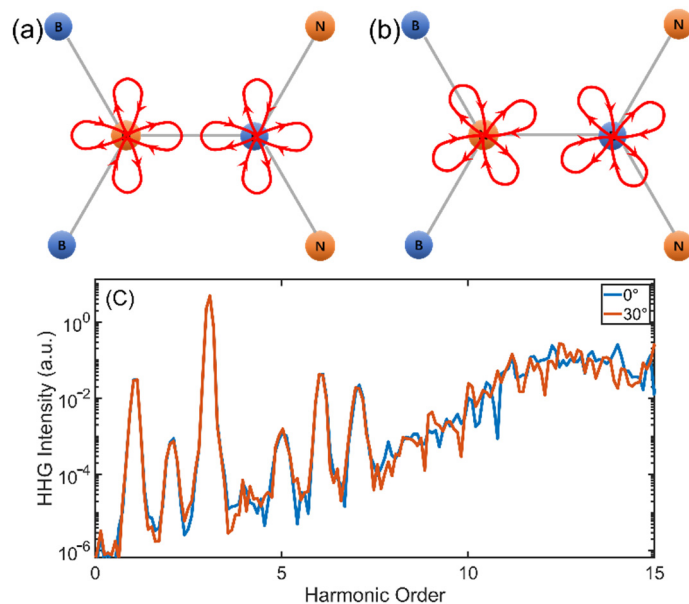 (a)
B
N
B
N
(b)
B
N
B
N
(C)
0°
30°
HHG Intensity (a.u.)
10^0
10^-2
10^-4
10^-6
0
5
10
15
Harmonic Order